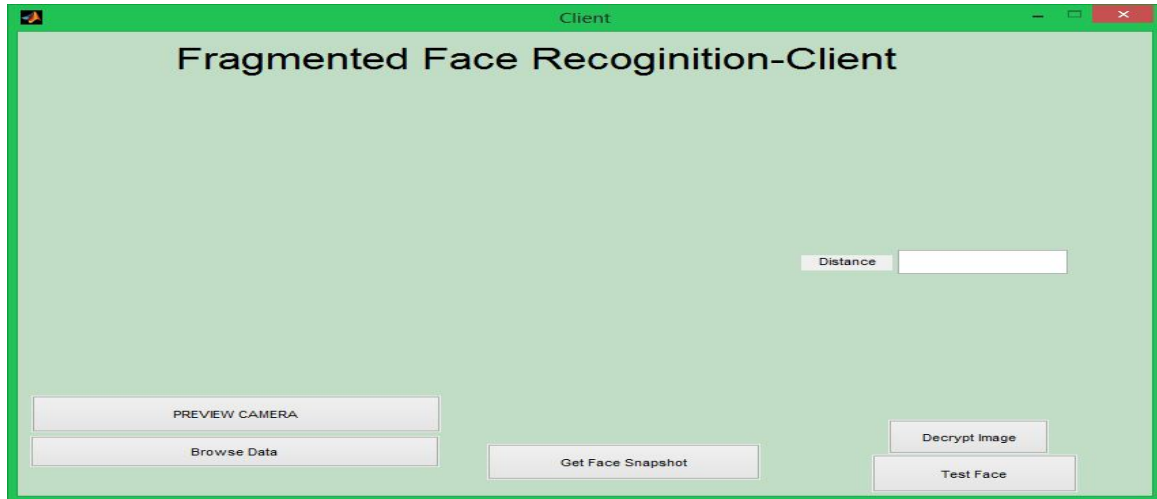 Client
Fragmented Face Recoginition-Client
Distance
PREVIEW CAMERA
Browse Data
Get Face Snapshot
Decrypt Image
Test Face